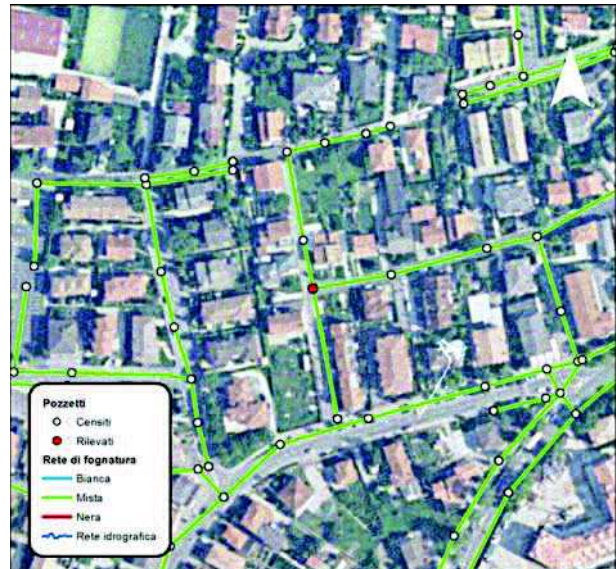 Pozzetti
Censiti
Rilevati
Rete di fognatura
Bianca
Mista
Nera
Rete idrografica